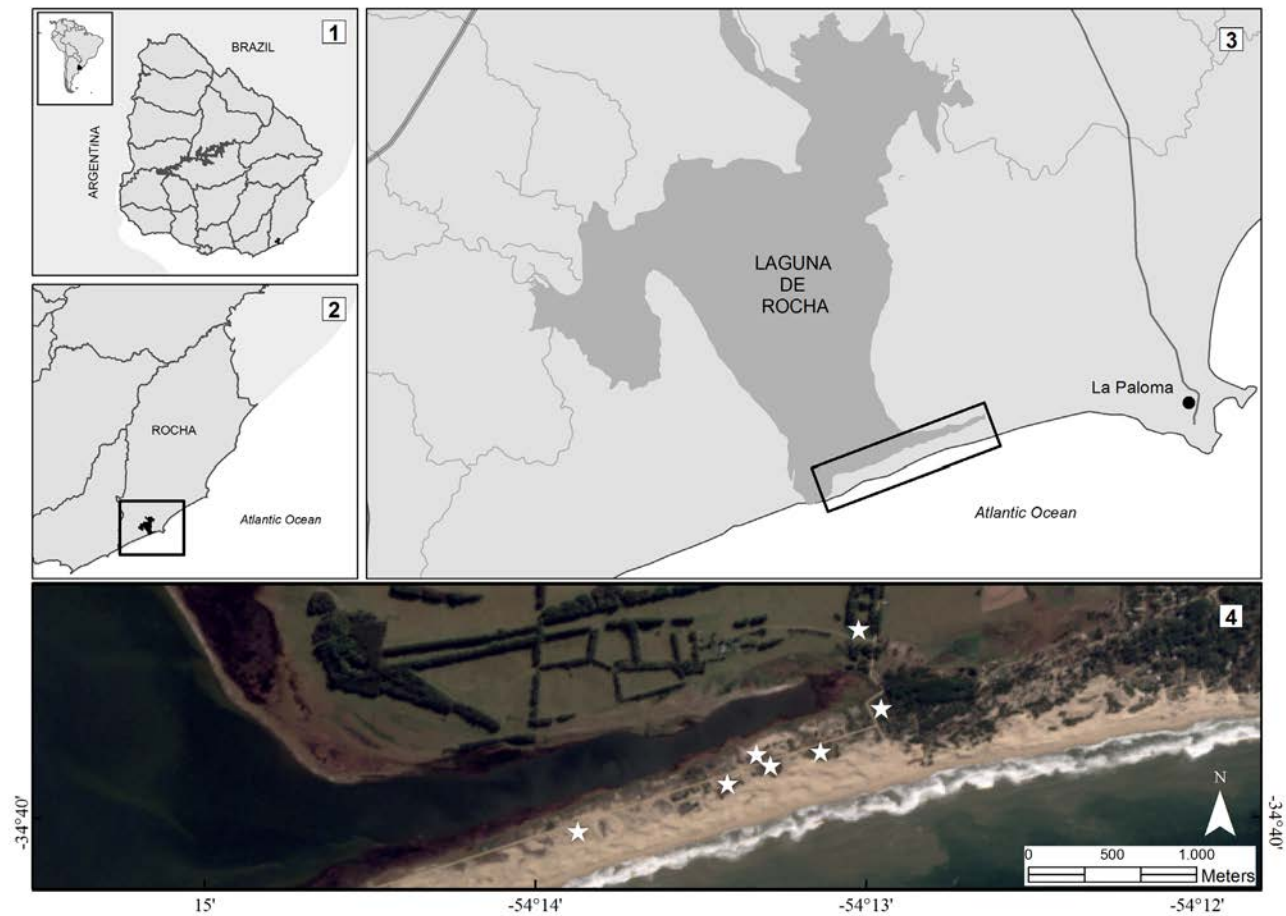 1
BRAZIL
ARGENTINA
2
ROCHA
Atlantic Ocean
3
LAGUNA
DE
ROCHA
La Paloma
Atlantic Ocean
4
-34°40'
-34°40'
N
0 500 1.000
Meters
15' -54°14' -54°13' -54°12'